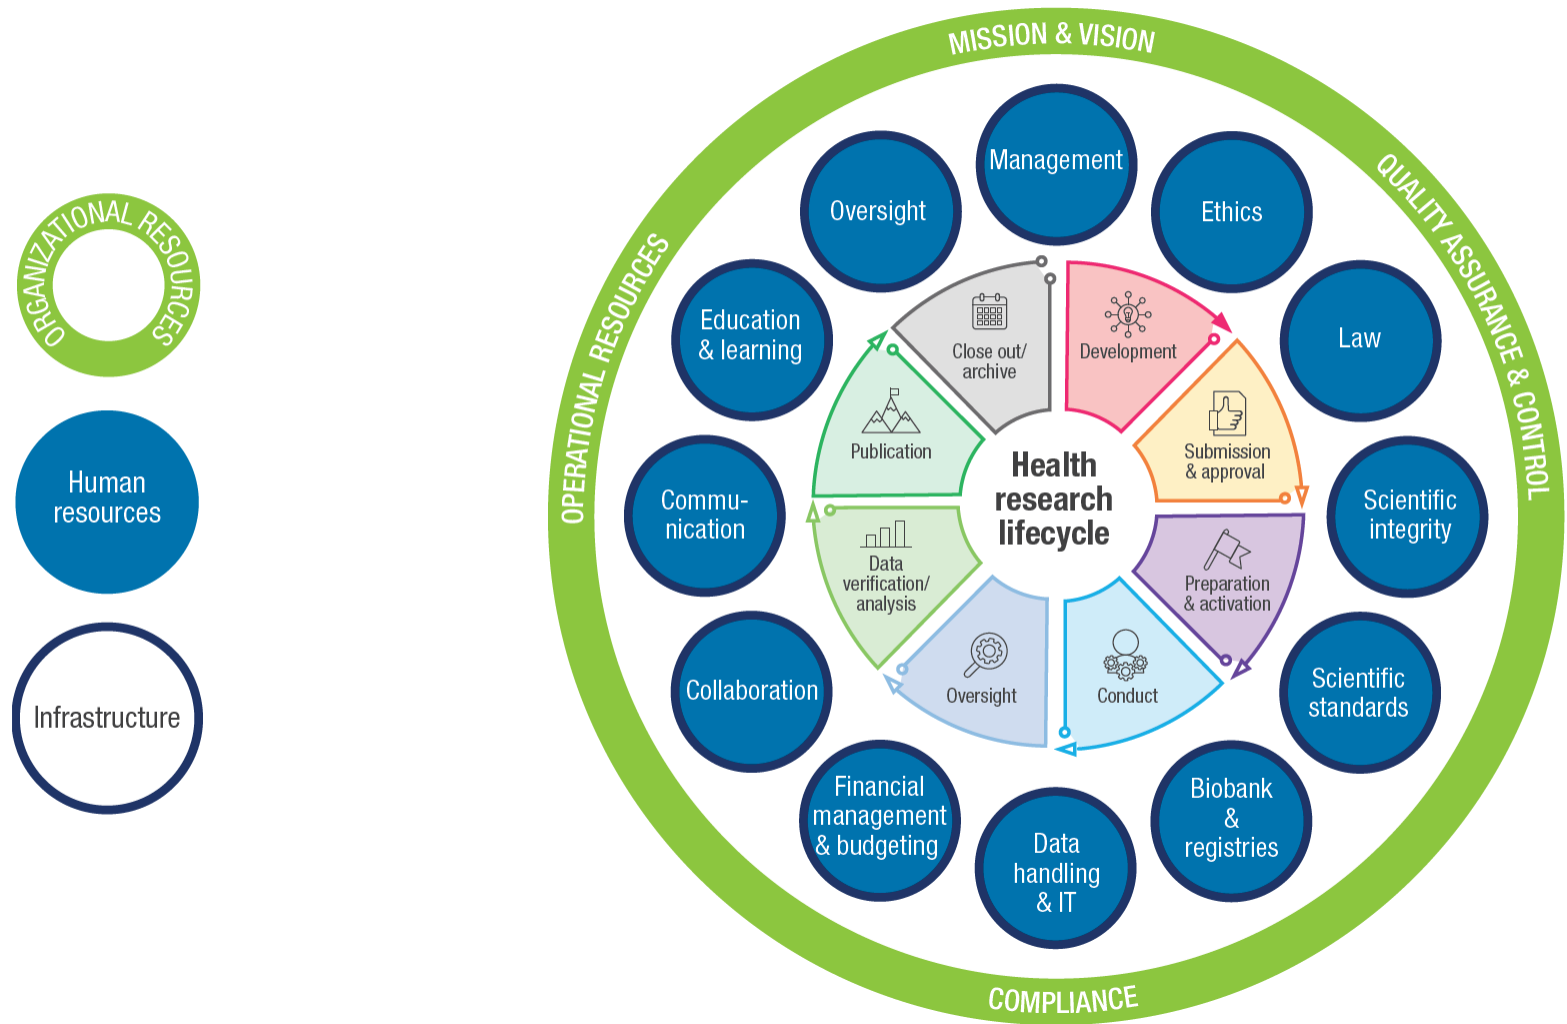 ORGANIZATIONAL RESOURCES
Human
resources
Infrastructure
MISSION & VISION
QUALITY ASSURANCE & CONTROL
COMPLIANCE
OPERATIONAL RESOURCES
Management
Ethics
Law
Scientific
integrity
Scientific
standards
Biobank
&
registries
Data
handling
& IT
Financial
management
& budgeting
Collaboration
Commu-
nication
Education
& learning
Oversight
Health
research
lifecycle
Development
Submission
& approval
Preparation
& activation
Conduct
Oversight
Data
verification/
analysis
Publication
Close out/
archive